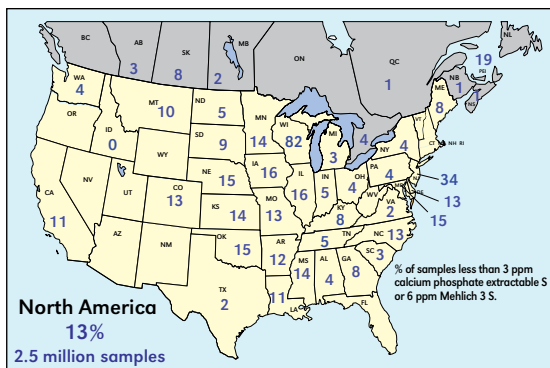 NL
BC
AB
SK
MB
ON
QC
19
PEI
3
8
2
1
NB
1
NS
1
WA
4
MT
10
ND
5
MN
14
WI
82
MI
3
4
ME
8
VT
OR
ID
0
SD
9
NY
4
CT
NH RI
WY
IA
16
PA
4
NJ
34
NE
15
IL
16
IN
5
OH
4
MD
DE
13
NV
UT
CO
13
WV
VA
2
15
CA
11
KS
14
MO
13
KY
8
TN
5
NC
13
OK
15
AR
12
SC
3
AZ
NM
MS
14
AL
4
GA
8
TX
2
11
LA
FL
% of samples less than 3 ppm
calcium phosphate extractable S
or 6 ppm Mehlich 3 S.
North America
13%
2.5 million samples